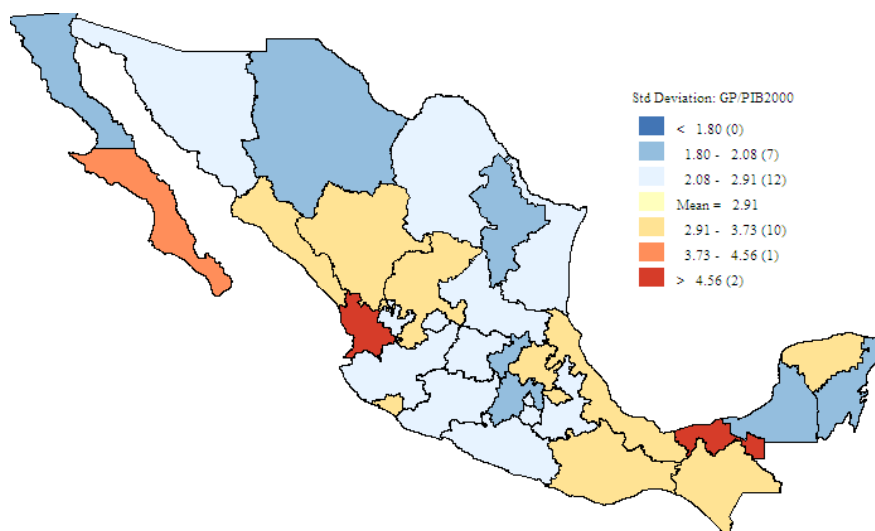 Std Deviation: GP/PIB2000
< 1.80 (0)
1.80 - 2.08 (7)
2.08 - 2.91 (12)
Mean = 2.91
2.91 - 3.73 (10)
3.73 - 4.56 (1)
> 4.56 (2)